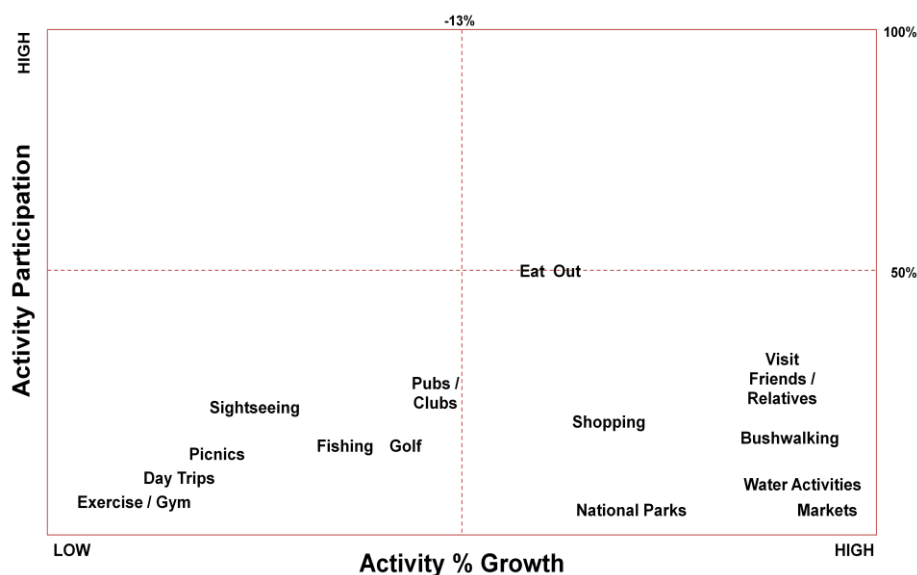 -13%
HIGH
100%
Activity Participation
Eat Out
50%
Visit
Friends /
Relatives
Pubs /
Clubs
Sightseeing
Shopping
Bushwalking
Fishing
Golf
Picnics
Day Trips
Water Activities
Exercise / Gym
National Parks
Markets
LOW
HIGH
Activity % Growth